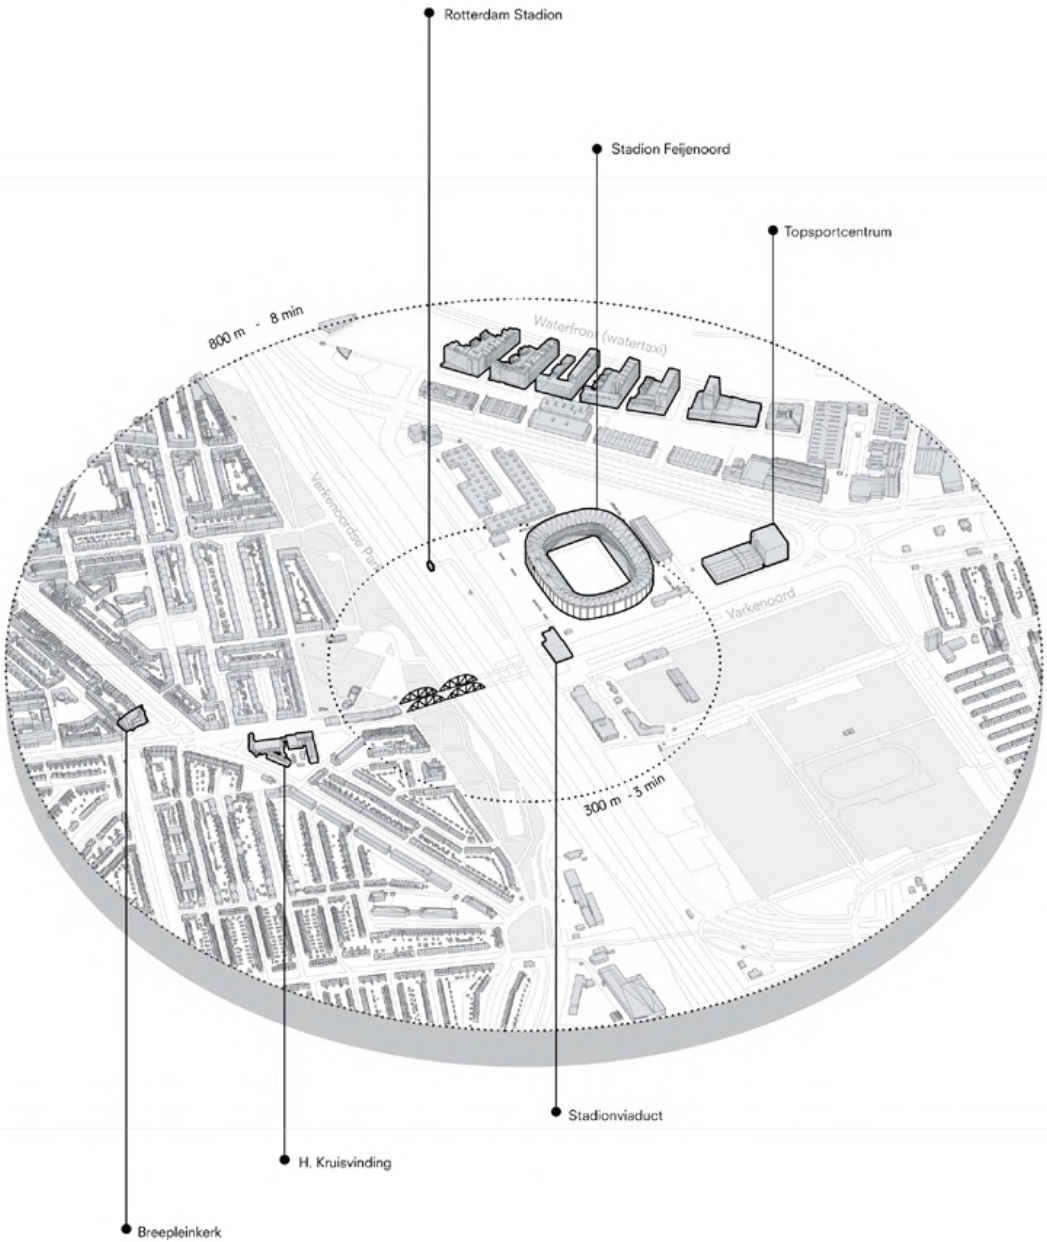 Rotterdam Stadion
Stadion Feijenoord
Topsportcentrum
800 m - 8 min
Waterfront (watertaxi)
Varkenoordse Park
Varkenoord
300 m - 3 min
Stadionviaduct
H. Kruisvinding
Breepleinkerk